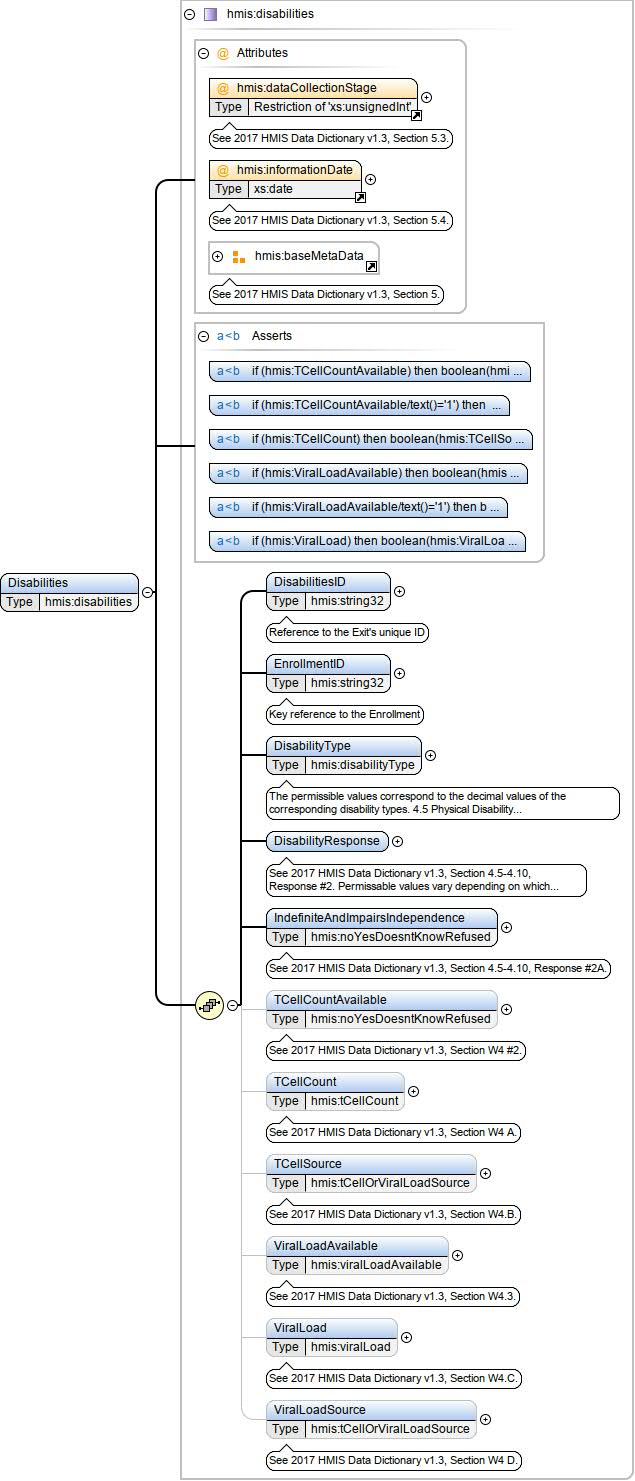 hmis:disabilities
@ Attributes
@ hmis:dataCollectionStage
Type Restriction of 'xs:unsignedInt'
See 2017 HMIS Data Dictionary v1.3, Section 5.3.
@ hmis:informationDate
Type xs:date
See 2017 HMIS Data Dictionary v1.3, Section 5.4.
hmis:baseMetaData
See 2017 HMIS Data Dictionary v1.3, Section 5.
a<b Asserts
a<b if (hmis:TCellCountAvailable) then boolean(hmi ...
a<b if (hmis:TCellCountAvailable/text()='1') then ...
a<b if (hmis:TCellCount) then boolean(hmis:TCellSo ...
a<b if (hmis:ViralLoadAvailable) then boolean(hmis ...
a<b if (hmis:ViralLoadAvailable/text()='1') then b ...
a<b if (hmis:ViralLoad) then boolean(hmis:ViralLoa ...
Disabilities
Type hmis:disabilities
DisabilitiesID
Type hmis:string32
Reference to the Exit's unique ID
EnrollmentID
Type hmis:string32
Key reference to the Enrollment
DisabilityType
Type hmis:disabilityType
The permissible values correspond to the decimal values of the
corresponding disability types. 4.5 Physical Disability...
DisabilityResponse
See 2017 HMIS Data Dictionary v1.3, Section 4.5-4.10,
Response #2. Permissable values vary depending on which...
IndefiniteAndImpairsIndependence
Type hmis:noYesDoesntKnowRefused
See 2017 HMIS Data Dictionary v1.3, Section 4.5-4.10, Response #2A.
TCellCountAvailable
Type hmis:noYesDoesntKnowRefused
See 2017 HMIS Data Dictionary v1.3, Section W4 #2.
TCellCount
Type hmis:tCellCount
See 2017 HMIS Data Dictionary v1.3, Section W4 A.
TCellSource
Type hmis:tCellOrViralLoadSource
See 2017 HMIS Data Dictionary v1.3, Section W4.B.
ViralLoadAvailable
Type hmis:viralLoadAvailable
See 2017 HMIS Data Dictionary v1.3, Section W4.3.
ViralLoad
Type hmis:viralLoad
See 2017 HMIS Data Dictionary v1.3, Section W4.C.
ViralLoadSource
Type hmis:tCellOrViralLoadSource
See 2017 HMIS Data Dictionary v1.3, Section W4 D.